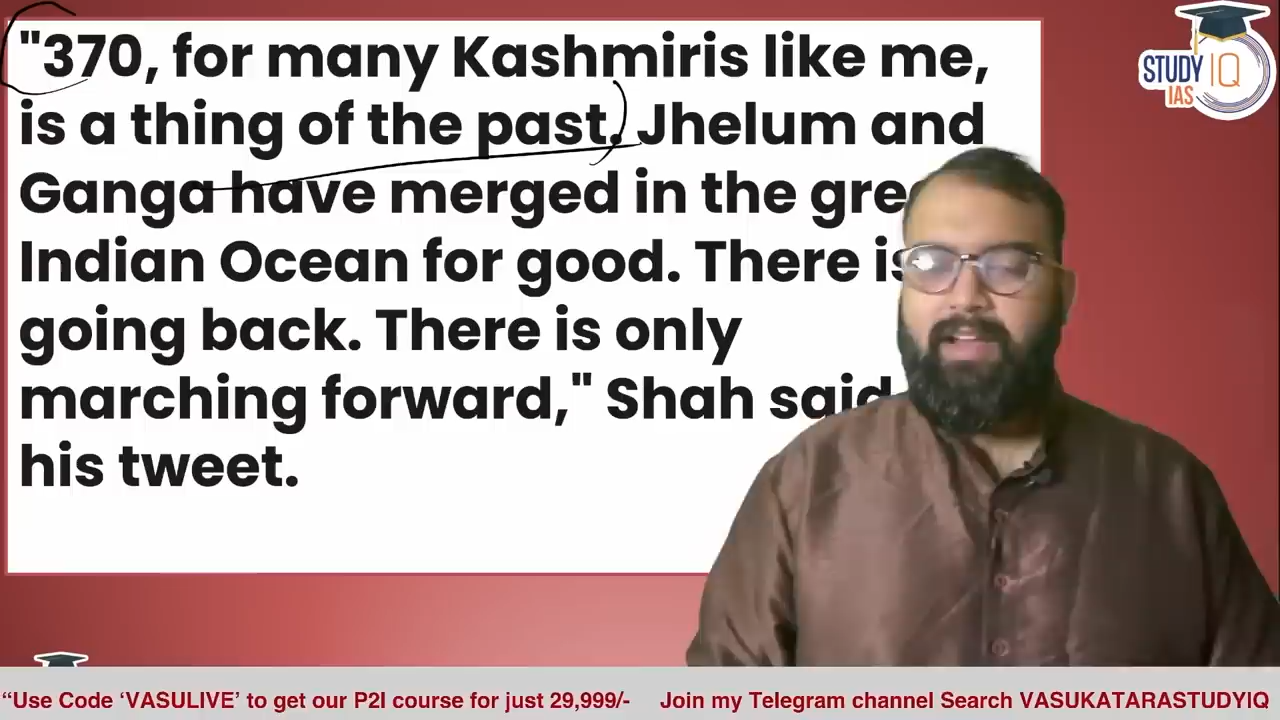 "370, for many Kashmiris like me,
is a thing of the past. Jhelum and
Ganga have merged in the
Indian Ocean for good. There
going back. There is only
marching forward," Shah said
his tweet.
STUDY IQ
IAS
“Use Code ‘VASULIVE’ to get our P2I course for just 29,999/- Join my Telegram channel Search VASUKATARASTUDYIQ